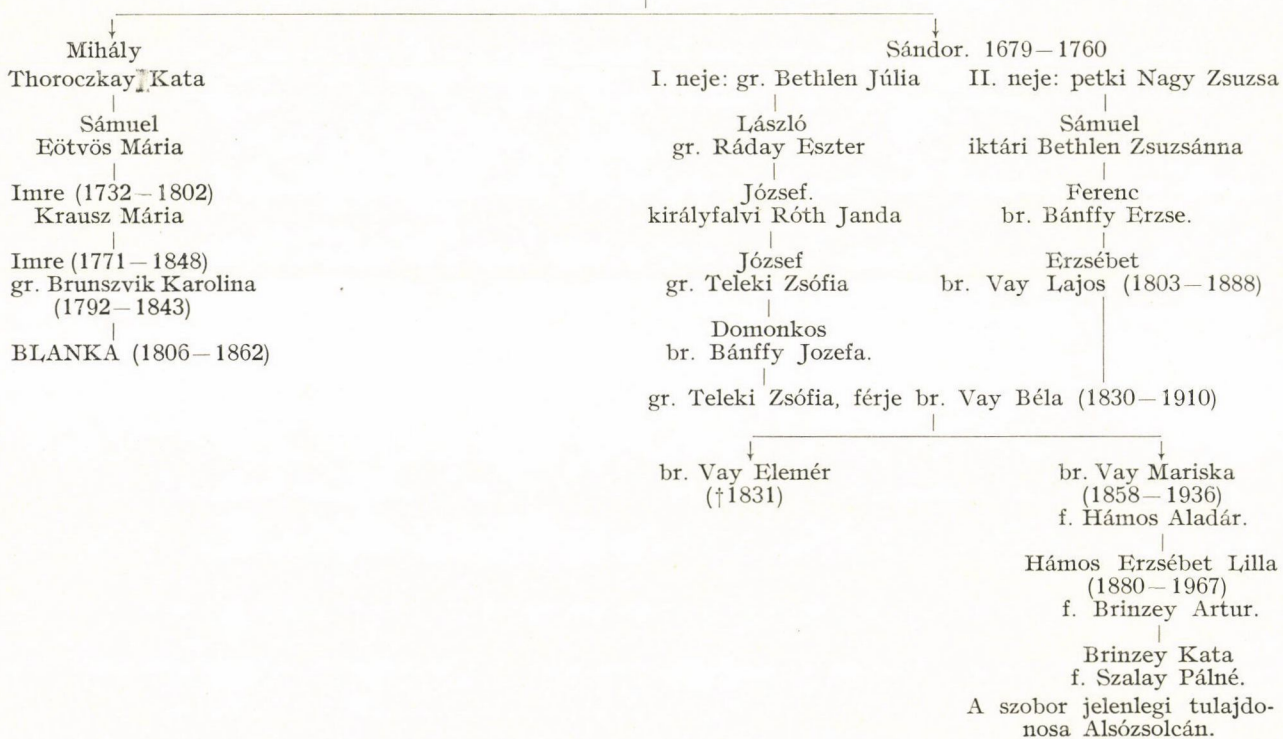 Mihály
Thoroczkay Kata
Sámuel
Eötvös Mária
Imre (1732—1802)
Krausz Mária
Imre (1771—1848)
gr. Brunszvik Karolina
(1792—1843)
BLANKA (1806—1862)
Sándor. 1679—1760
I. neje: gr. Bethlen Júlia
László
gr. Ráday Eszter
József.
királyfalvi Róth Janda
József
gr. Teleki Zsófia
Domonkos
br. Bánffy Jozefa.
II. neje: petki Nagy Zsuzsa
Sámuel
iktári Bethlen Zsuzsánna
Ferenc
br. Bánffy Erzse.
Erzsébet
br. Vay Lajos (1803—1888)
gr. Teleki Zsófia, férje br. Vay Béla (1830—1910)
br. Vay Elemér
(†1831)
br. Vay Mariska
(1858—1936)
f. Hámos Aladár.
Hámos Erzsébet Lilla
(1880—1967)
f. Brinzey Artur.
Brinzey Kata
f. Szalay Pálné.
A szobor jelenlegi tulajdo-
nosa Alsózsolcán.